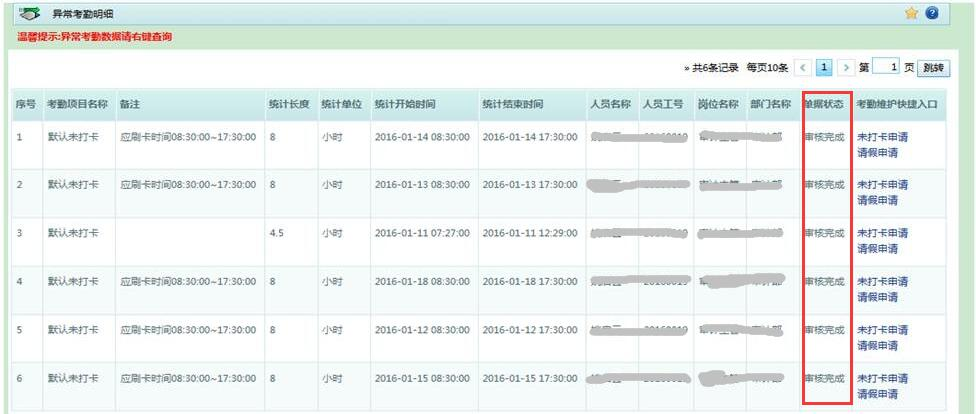 异常考勤明细
温馨提示:异常考勤数据请右键查询
» 共6条记录 每页10条 < 1 > 第 1 页 跳转
序号 考勤项目名称 备注 统计长度 统计单位 统计开始时间 统计结束时间 人员名称 人员工号 岗位名称 部门名称 单据状态 考勤维护快捷入口
1 默认未打卡 应刷卡时间08:30:00~17:30:00 8 小时 2016-01-14 08:30:00 2016-01-14 17:30:00 审核完成 未打卡申请
请假申请
2 默认未打卡 应刷卡时间08:30:00~17:30:00 8 小时 2016-01-13 08:30:00 2016-01-13 17:30:00 审核完成 未打卡申请
请假申请
3 默认未打卡 4.5 小时 2016-01-11 07:27:00 2016-01-11 12:29:00 审核完成 未打卡申请
请假申请
4 默认未打卡 应刷卡时间08:30:00~17:30:00 8 小时 2016-01-18 08:30:00 2016-01-18 17:30:00 审核完成 未打卡申请
请假申请
5 默认未打卡 应刷卡时间08:30:00~17:30:00 8 小时 2016-01-12 08:30:00 2016-01-12 17:30:00 审核完成 未打卡申请
请假申请
6 默认未打卡 应刷卡时间08:30:00~17:30:00 8 小时 2016-01-15 08:30:00 2016-01-15 17:30:00 审核完成 未打卡申请
请假申请